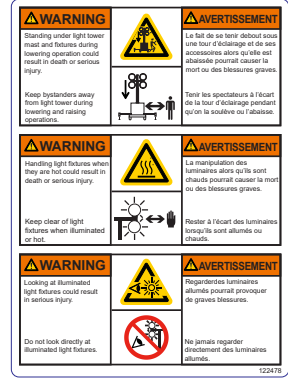 WARNING
Standing under light tower
mast and fixtures during
lowering operation could
result in death or serious
injury.
Keep bystanders away
from light tower during
lowering and raising
operations.
AVERTISSEMENT
Le fait de se tenir debout sous
une tour d'éclairage et de ses
accessoires alors qu'elle est
abaissée pourrait causer la
mort ou des blessures graves.
Tenir les spectateurs à l'écart
de la tour d'éclairage pendant
qu'on la soulève ou l'abaisse.
WARNING
Handling light fixtures when
they are hot could result in
death or serious injury.
Keep clear of light
fixtures when illuminated
or hot.
AVERTISSEMENT
La manipulation des
luminaires alors qu'ils sont
chauds pourrait causer la mort
ou des blessures graves.
Rester à l'écart des luminaires
lorsqu'ils sont allumés ou
chauds.
WARNING
Looking at illuminated
light fixtures could result
in serious injury.
Do not look directly at
illuminated light fixtures.
AVERTISSEMENT
Regarderdes luminaires
allumés pourrait provoquer
de graves blessures.
Ne jamais regarder
directement des luminaires
allumés.
122478